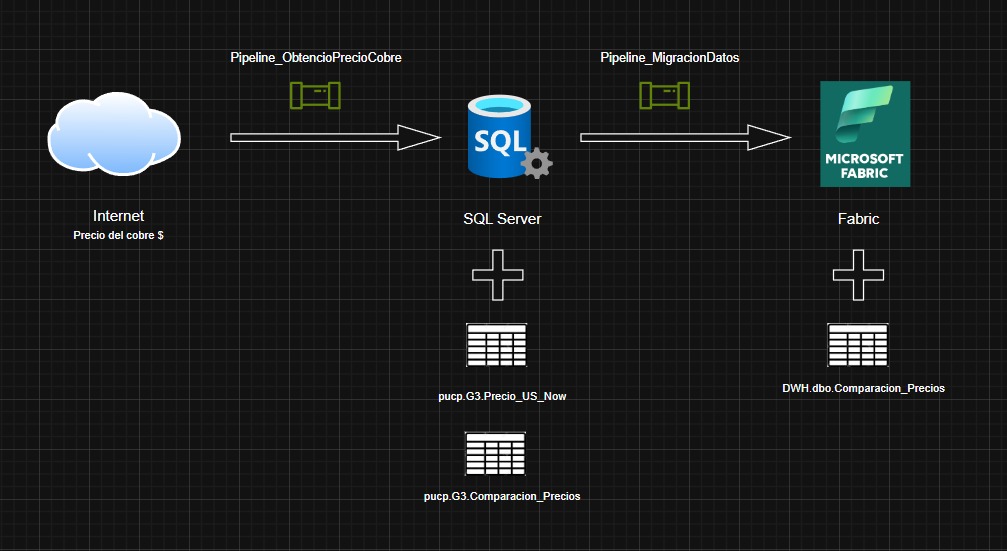 Pipeline_ObtencioPrecioCobre
Pipeline_MigracionDatos
SQL
MICROSOFT
FABRIC
Internet
Precio del cobre $
SQL Server
Fabric
pucp.G3.Precio_US_Now
DWH.dbo.Comparacion_Precios
pucp.G3.Comparacion_Precios